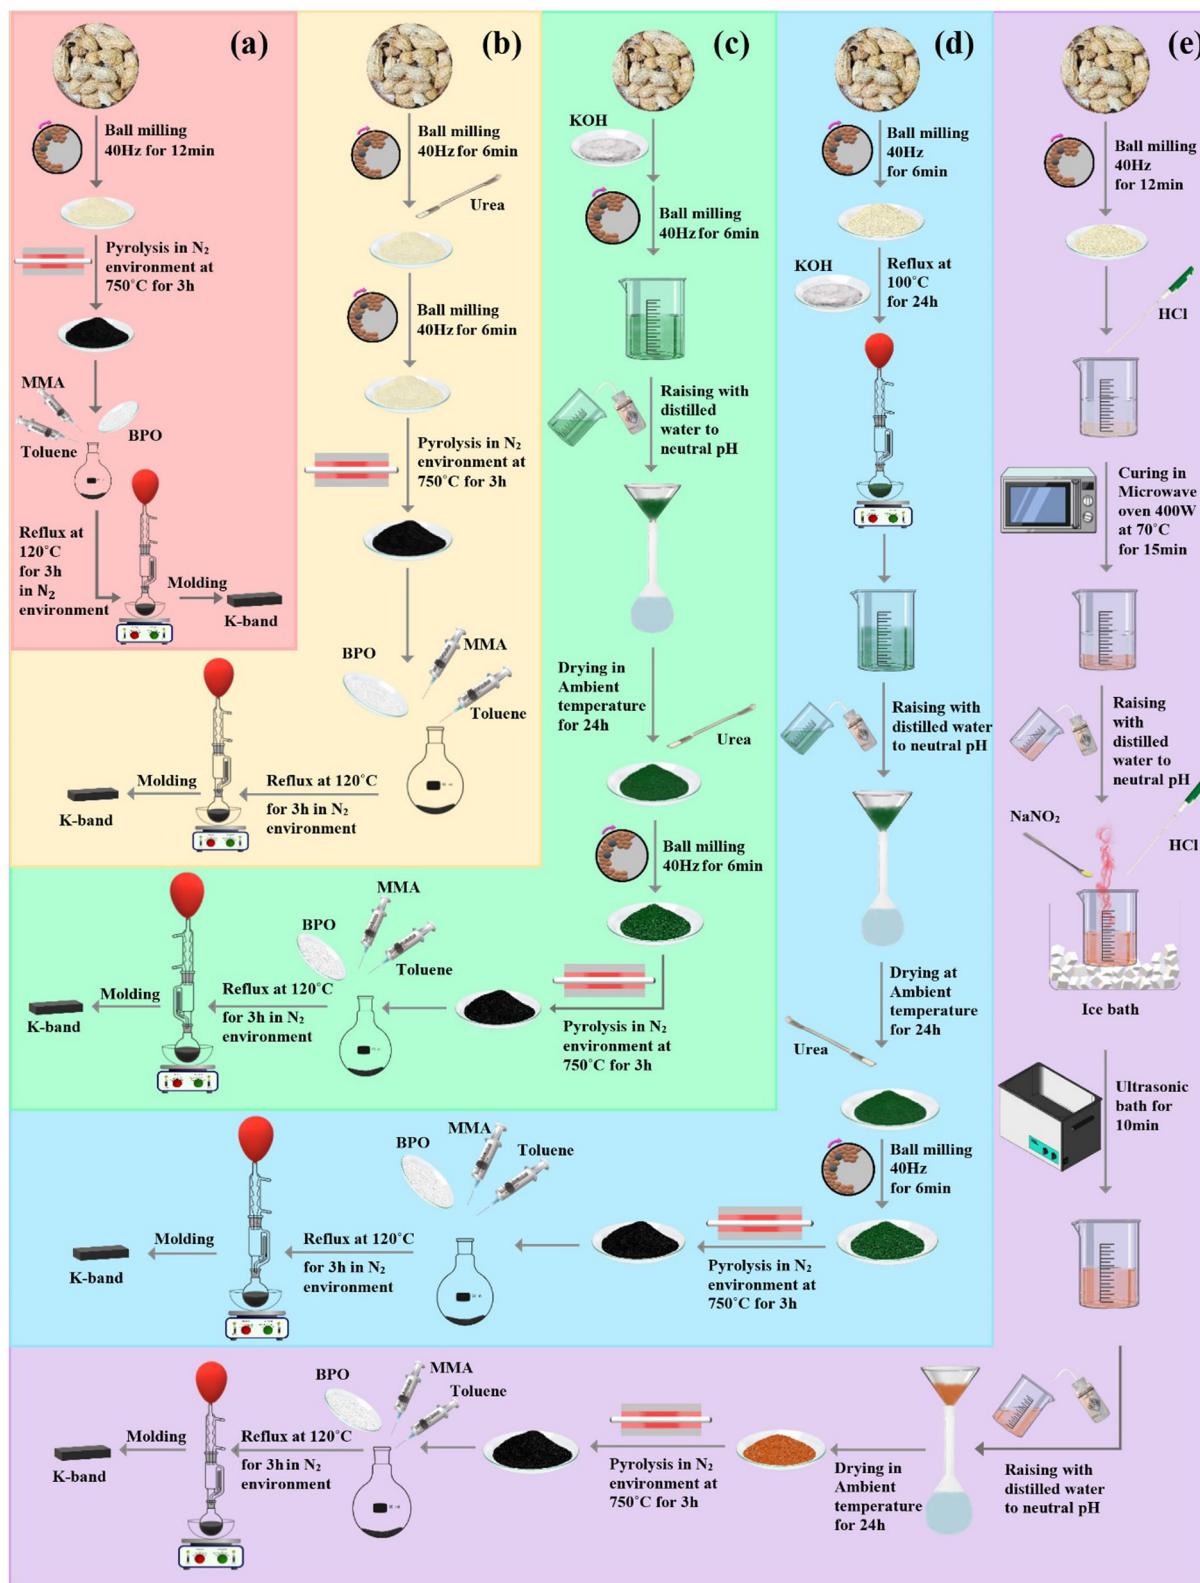 (a)
Ball milling
40Hz for 12min
Pyrolysis in N₂
environment at
750°C for 3h
MMA
BPO
Toluene
Reflux at
120°C
for 3h
in N₂
environment
Molding
K-band
(b)
Ball milling
40Hz for 6min
Urea
Ball milling
40Hz for 6min
Pyrolysis in N₂
environment at
750°C for 3h
BPO
MMA
Toluene
Reflux at 120°C
for 3h in N₂
environment
Molding
K-band
(c)
KOH
Ball milling
40Hz for 6min
Raising with
distilled
water to
neutral pH
Drying in
Ambient
temperature
for 24h
Urea
Ball milling
40Hz for 6min
Pyrolysis in N₂
environment at
750°C for 3h
MMA
BPO
Toluene
Reflux at 120°C
for 3h in N₂
environment
Molding
K-band
(d)
Ball milling
40Hz
for 6min
KOH
Reflux at
100°C
for 24h
Raising with
distilled water
to neutral pH
Drying at
Ambient
temperature
for 24h
Urea
Ball milling
40Hz
for 6min
Pyrolysis in N₂
environment at
750°C for 3h
MMA
BPO
Toluene
Reflux at 120°C
for 3h in N₂
environment
Molding
K-band
(e)
Ball milling
40Hz
for 12min
HCl
Curing in
Microwave
oven 400W
at 70°C
for 15min
Raising
with
distilled
water to
neutral pH
NaNO₂
HCl
Ice bath
Ultrasonic
bath for
10min
Raising with
distilled water
to neutral pH
Drying in
Ambient
temperature
for 24h
Pyrolysis in N₂
environment at
750°C for 3h
MMA
BPO
Toluene
Reflux at 120°C
for 3h in N₂
environment
Molding
K-band